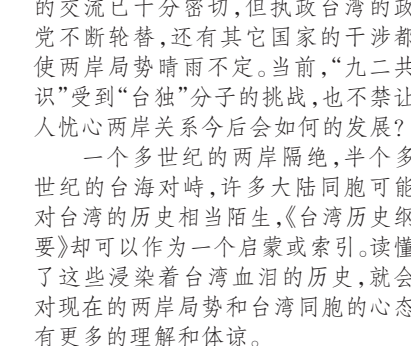 的交流已十分密切,但执政台湾的政
党不断轮替,还有其它国家的干涉都
使两岸局势晴雨不定。当前,“九二共
识”受到“台独”分子的挑战,也不禁让
人忧心两岸关系今后会如何的发展?
一个多世纪的两岸隔绝,半个多
世纪的台海对峙,许多大陆同胞可能
对台湾的历史相当陌生,《台湾历史纲
要》却可以作为一个启蒙或索引。读懂
了这些浸染着台湾血泪的历史,就会
对现在的两岸局势和台湾同胞的心态
有更多的理解和体谅。